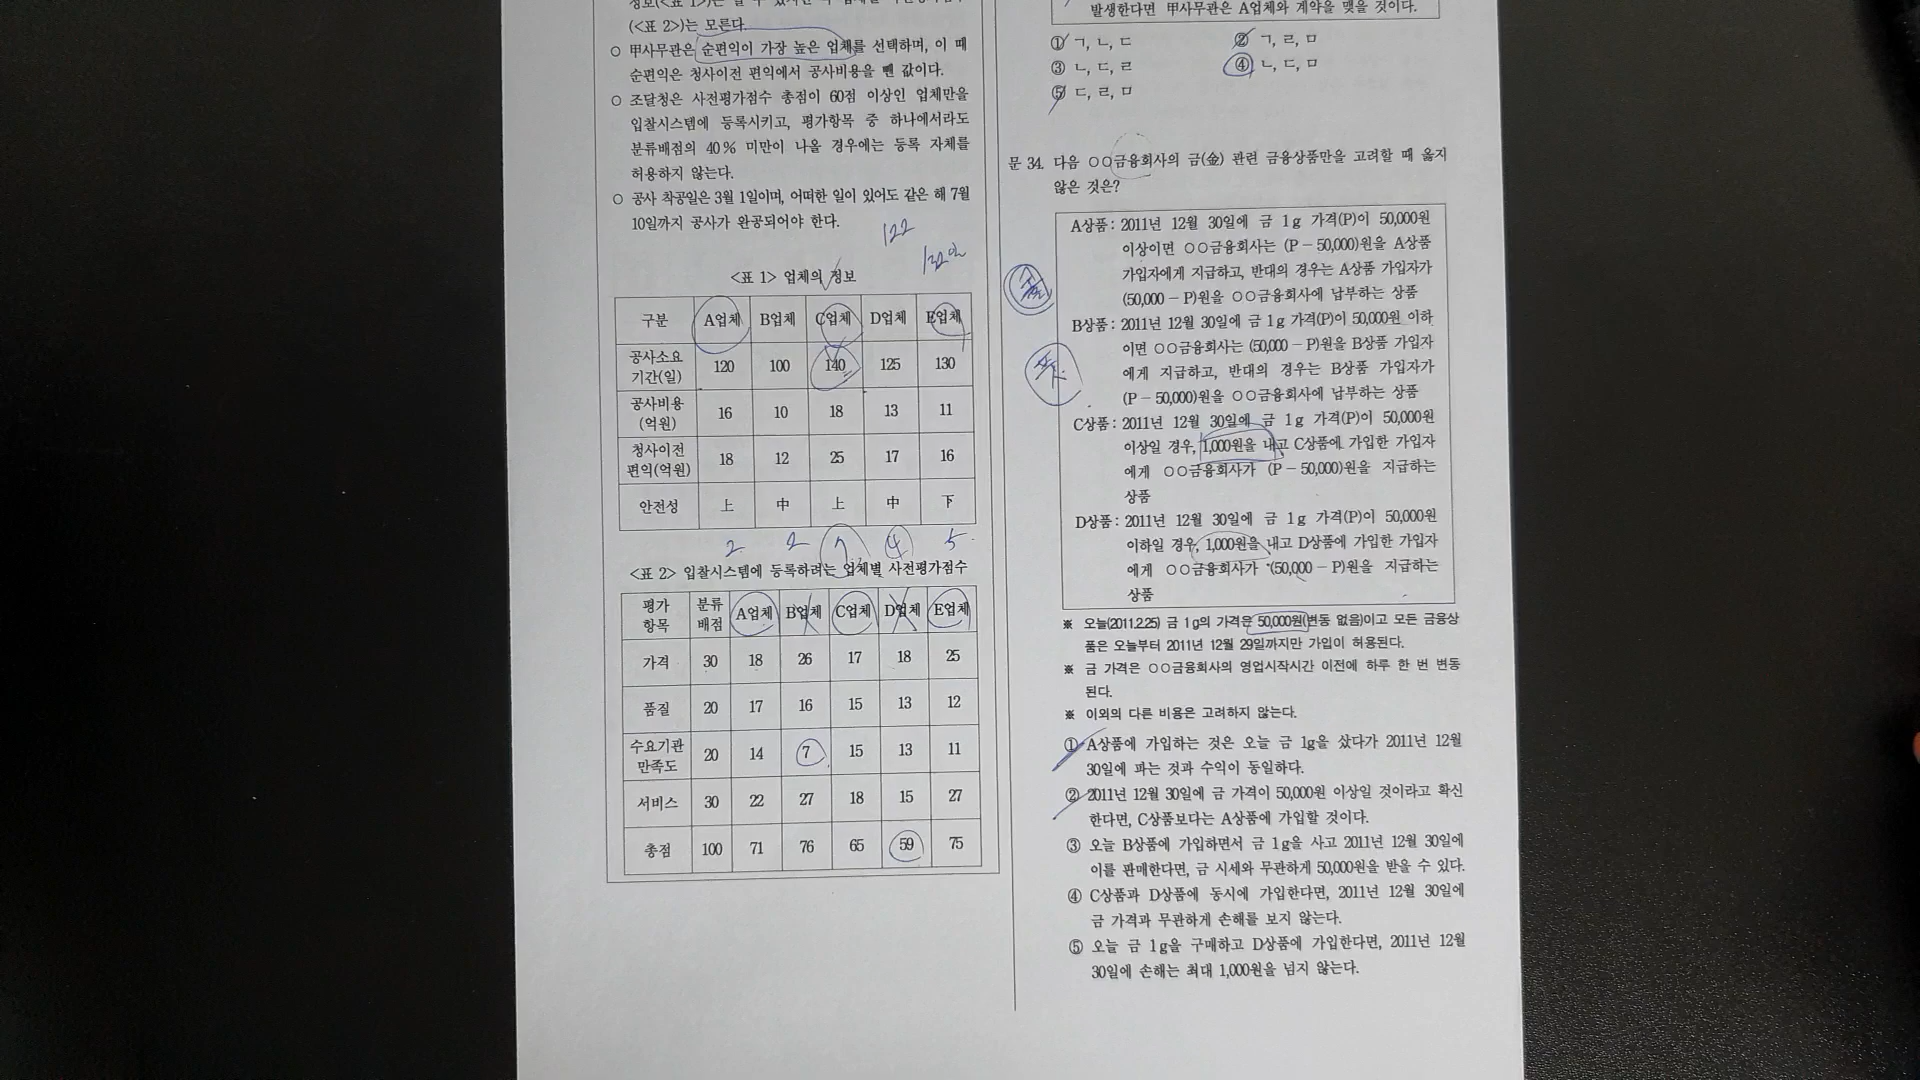 (<표 2>)는 모른다.
○ 甲사무관은 순편익이 가장 높은 업체를 선택하며, 이 때
순편익은 청사이전 편익에서 공사비용을 뺀 값이다.
○ 조달청은 사전평가점수 총점이 60점 이상인 업체만을
입찰시스템에 등록시키고, 평가항목 중 하나에서라도
분류배점의 40% 미만이 나올 경우에는 등록 자체를
허용하지 않는다.
○ 공사 착공일은 3월 1일이며, 어떠한 일이 있어도 같은 해 7월
10일까지 공사가 완공되어야 한다.
122
<표 1> 업체의 정보
구분 A업체 B업체 C업체 D업체 E업체
공사소요
기간(일) 120 100 140 125 130
공사비용
(억원) 16 10 18 13 11
청사이전
편익(억원) 18 12 25 17 16
안전성 上 中 上 中 下
2 2 7 4 5
<표 2> 입찰시스템에 등록하려는 업체별 사전평가점수
평가
항목 분류
배점 A업체 B업체 C업체 D업체 E업체
가격 30 18 26 17 18 25
품질 20 17 16 15 13 12
수요기관
만족도 20 14 7 15 13 11
서비스 30 22 27 18 15 27
총점 100 71 76 65 59 75
발생한다면 甲사무관은 A업체와 계약을 맺을 것이다.
① ㄱ, ㄴ, ㄷ ② ㄱ, ㄹ, ㅁ
③ ㄴ, ㄷ, ㄹ ④ ㄴ, ㄷ, ㅁ
⑤ ㄷ, ㄹ, ㅁ
문 34. 다음 ○○금융회사의 금(金) 관련 금융상품만을 고려할 때 옳지
않은 것은?
A상품: 2011년 12월 30일에 금 1g 가격(P)이 50,000원
이상이면 ○○금융회사는 (P－50,000)원을 A상품
가입자에게 지급하고, 반대의 경우는 A상품 가입자가
(50,000－P)원을 ○○금융회사에 납부하는 상품
B상품: 2011년 12월 30일에 금 1g 가격(P)이 50,000원 이하
이면 ○○금융회사는 (50,000－P)원을 B상품 가입자
에게 지급하고, 반대의 경우는 B상품 가입자가
(P－50,000)원을 ○○금융회사에 납부하는 상품
C상품: 2011년 12월 30일에 금 1g 가격(P)이 50,000원
이상일 경우, 1,000원을 내고 C상품에 가입한 가입자
에게 ○○금융회사가 (P－50,000)원을 지급하는
상품
D상품: 2011년 12월 30일에 금 1g 가격(P)이 50,000원
이하일 경우, 1,000원을 내고 D상품에 가입한 가입자
에게 ○○금융회사가 (50,000－P)원을 지급하는
상품
※ 오늘(2011.2.25) 금 1g의 가격은 50,000원(변동 없음)이고 모든 금융상
품은 오늘부터 2011년 12월 29일까지만 가입이 허용된다.
※ 금 가격은 ○○금융회사의 영업시작시간 이전에 하루 한 번 변동
된다.
※ 이외의 다른 비용은 고려하지 않는다.
① A상품에 가입하는 것은 오늘 금 1g을 샀다가 2011년 12월
30일에 파는 것과 수익이 동일하다.
② 2011년 12월 30일에 금 가격이 50,000원 이상일 것이라고 확신
한다면, C상품보다는 A상품에 가입할 것이다.
③ 오늘 B상품에 가입하면서 금 1g을 사고 2011년 12월 30일에
이를 판매한다면, 금 시세와 무관하게 50,000원을 받을 수 있다.
④ C상품과 D상품에 동시에 가입한다면, 2011년 12월 30일에
금 가격과 무관하게 손해를 보지 않는다.
⑤ 오늘 금 1g을 구매하고 D상품에 가입한다면, 2011년 12월
30일에 손해는 최대 1,000원을 넘지 않는다.